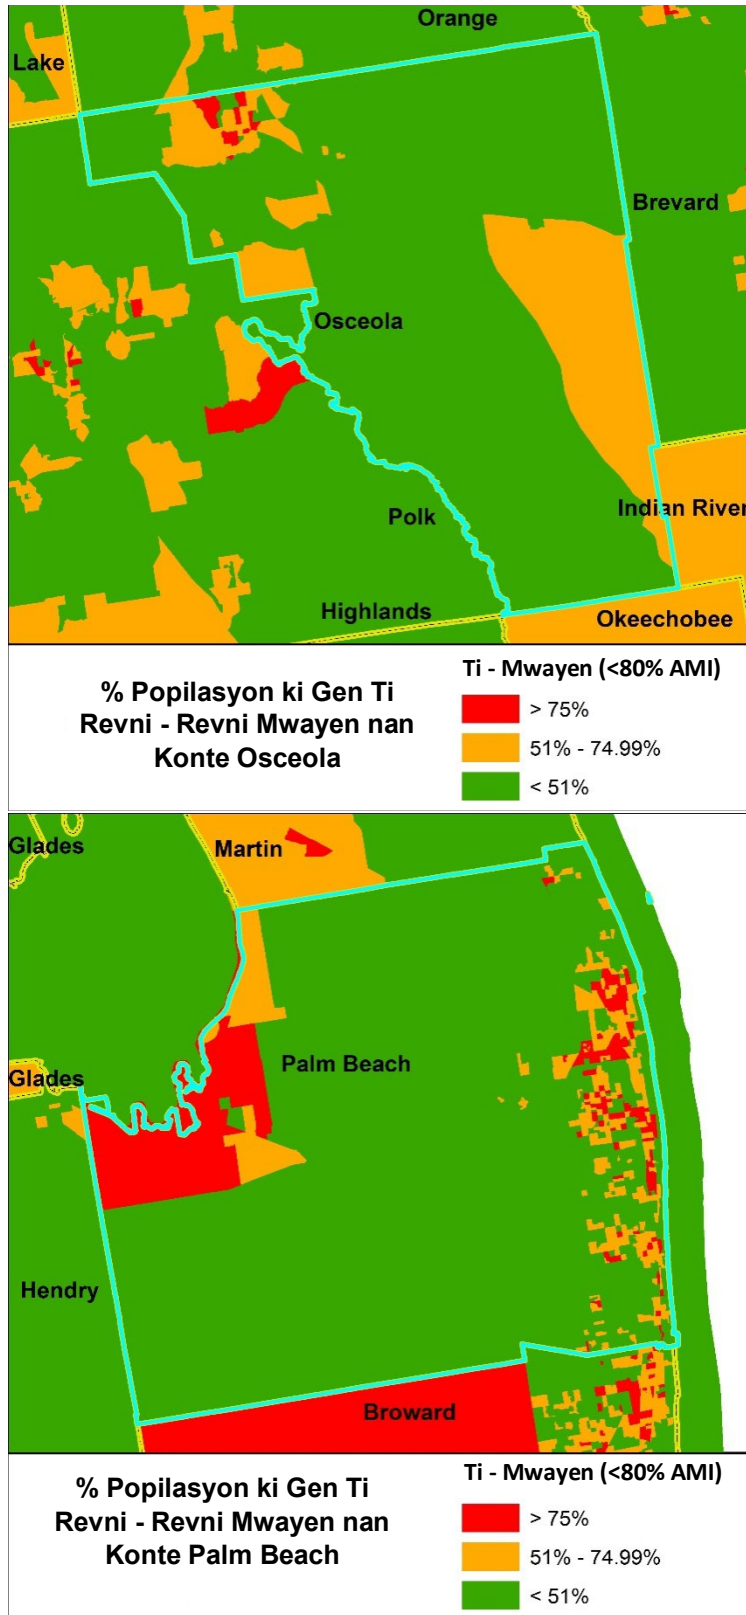 Orange
Lake
Brevard
Osceola
Indian River
Polk
Highlands
Okeechobee
% Popilasyon ki Gen Ti
Revni - Revni Mwayen nan
Konte Osceola
Ti - Mwayen (<80% AMI)
> 75%
51% - 74.99%
< 51%
Glades
Martin
Palm Beach
Glades
Hendry
Broward
% Popilasyon ki Gen Ti
Revni - Revni Mwayen nan
Konte Palm Beach
Ti - Mwayen (<80% AMI)
> 75%
51% - 74.99%
< 51%